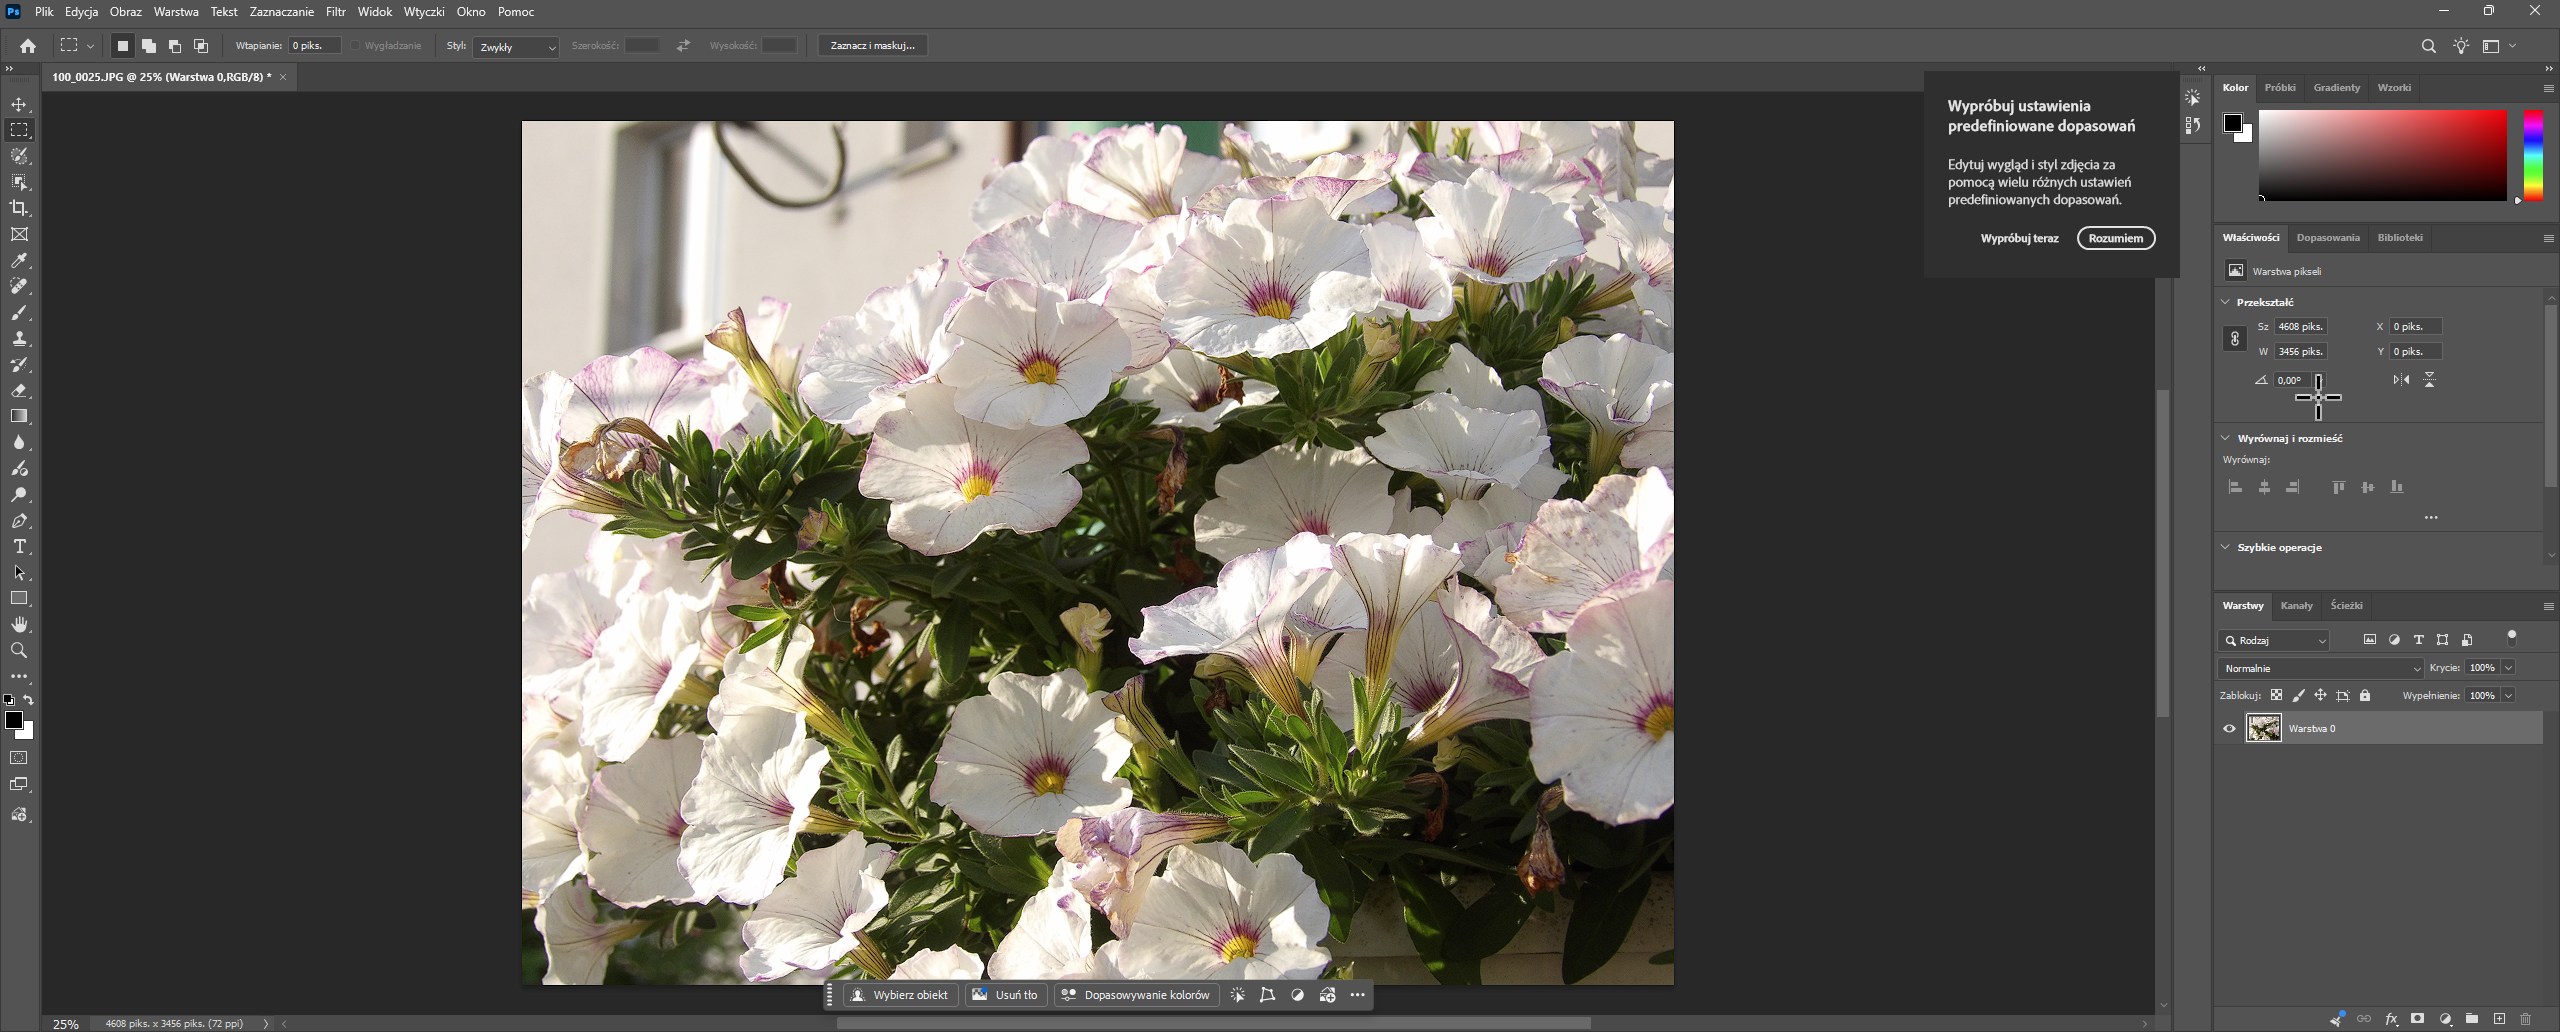 Ps Plik Edycja Obraz Warstwa Tekst Zaznaczanie Filtr Widok Wtyczki Okno Pomoc
Wtapianie: 0 piks. Wygładzanie Styl: Zwykły Szerokość: Wysokość: Zaznacz i maskuj...
100_0025.JPG @ 25% (Warstwa 0,RGB/8) *
Wypróbuj ustawienia
predefiniowane dopasowań
Edytuj wygląd i styl zdjęcia za
pomocą wielu różnych ustawień
predefiniowanych dopasowań.
Wypróbuj teraz Rozumiem
Kolor Próbki Gradienty Wzorki
Właściwości Dopasowania Biblioteki
Warstwa pikseli
Przekształć
Sz 4608 piks. X 0 piks.
W 3456 piks. Y 0 piks.
0,00°
Wyrównaj i rozmieść
Wyrównaj:
Szybkie operacje
Warstwy Kanały Ścieżki
Rodzaj
Normalnie Krycie: 100%
Zablokuj: Wypełnienie: 100%
Warstwa 0
Wybierz obiekt Usuń tło Dopasowywanie kolorów
25% 4608 piks. x 3456 piks. (72 ppi)
fx